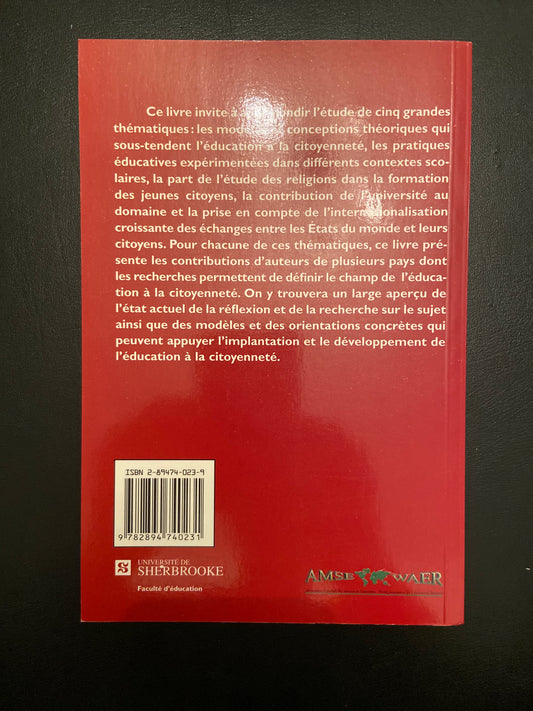 Ce livre invite à approfondir l'étude de cinq grandes
thématiques : les modèles et conceptions théoriques qui
sous-tendent l'éducation à la citoyenneté, les pratiques
éducatives expérimentées dans différents contextes sco-
laires, la part de l'étude des religions dans la formation
des jeunes citoyens, la contribution de l'université au
domaine et la prise en compte de l'internationalisation
croissante des échanges entre les États du monde et leurs
citoyens. Pour chacune de ces thématiques, ce livre pré-
sente les contributions d'auteurs de plusieurs pays dont
les recherches permettent de définir le champ de l'éduca-
tion à la citoyenneté. On y trouvera un large aperçu de
l'état actuel de la réflexion et de la recherche sur le sujet
ainsi que des modèles et des orientations concrètes qui
peuvent appuyer l'implantation et le développement de
l'éducation à la citoyenneté.
ISBN 2-89474-023-9
9 782894 740231
UNIVERSITÉ DE
SHERBROOKE
Faculté d'éducation
AMSE WAER